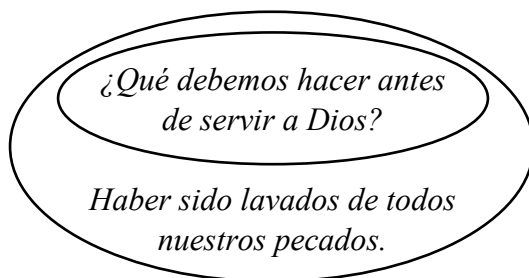 ¿Qué debemos hacer antes
de servir a Dios?
Haber sido lavados de todos
nuestros pecados.